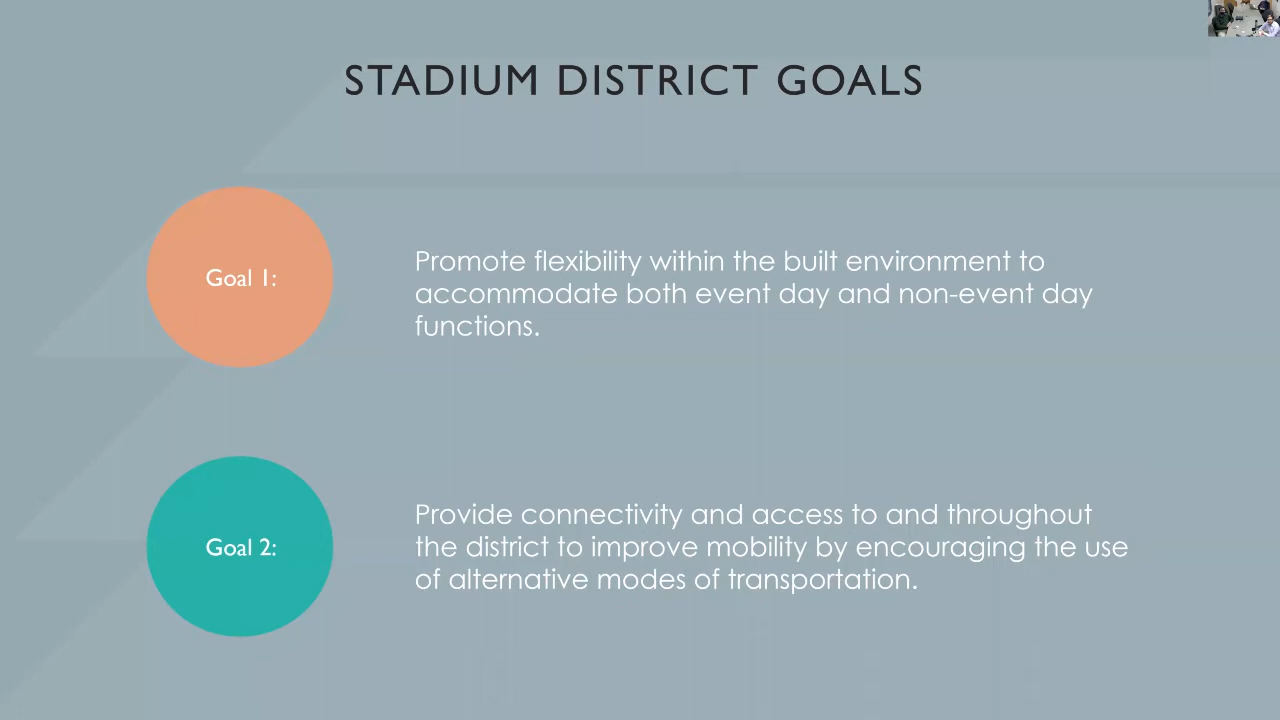 STADIUM DISTRICT GOALS
Goal 1:
Promote flexibility within the built environment to
accommodate both event day and non-event day
functions.
Goal 2:
Provide connectivity and access to and throughout
the district to improve mobility by encouraging the use
of alternative modes of transportation.